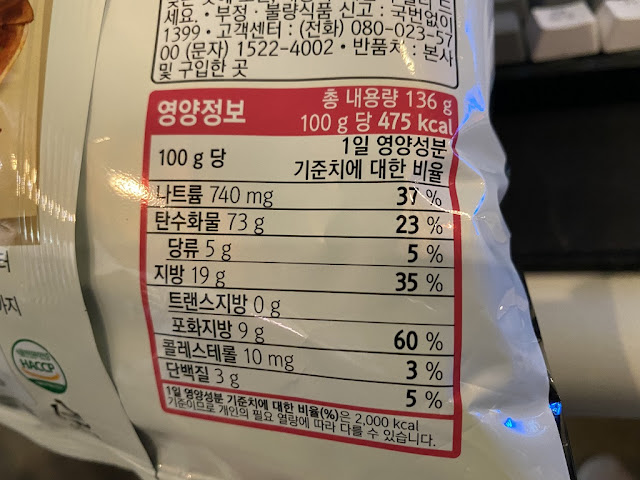 세요. • 부정 • 불량식품 신고 : 국번없이
1399 • 고객센터 : (전화) 080-023-57
00 (문자) 1522-4002 • 반품처 : 본사
및 구입한 곳
영양정보
총 내용량 136 g
100 g 당 475 kcal
100 g 당
1일 영양성분
기준치에 대한 비율
나트륨 740 mg 37 %
탄수화물 73 g 23 %
당류 5 g 5 %
지방 19 g 35 %
트랜스지방 0 g
포화지방 9 g 60 %
콜레스테롤 10 mg 3 %
단백질 3 g 5 %
1일 영양성분 기준치에 대한 비율(%)은 2,000 kcal
기준이므로 개인의 필요 열량에 따라 다를 수 있습니다.
터
까지
HACCP